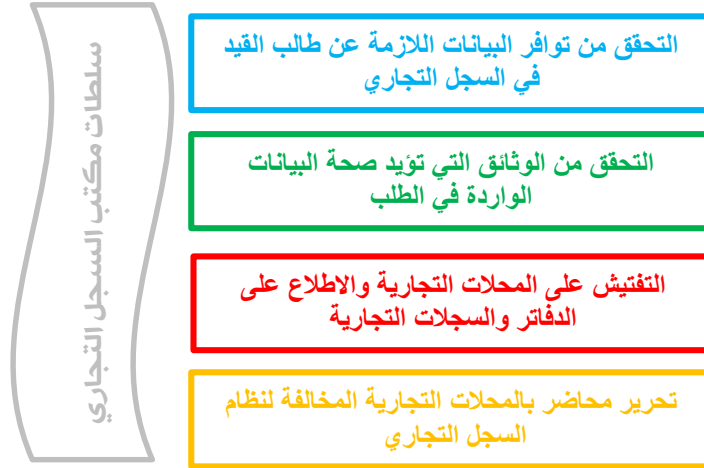 سلطات مكتب السجل التجاري
التحقق من توافر البيانات اللازمة عن طالب القيد
في السجل التجاري
التحقق من الوثائق التي تؤيد صحة البيانات
الواردة في الطلب
التفتيش على المحلات التجارية والاطلاع على
الدفاتر والسجلات التجارية
تحرير محاضر بالمحلات التجارية المخالفة لنظام
السجل التجاري